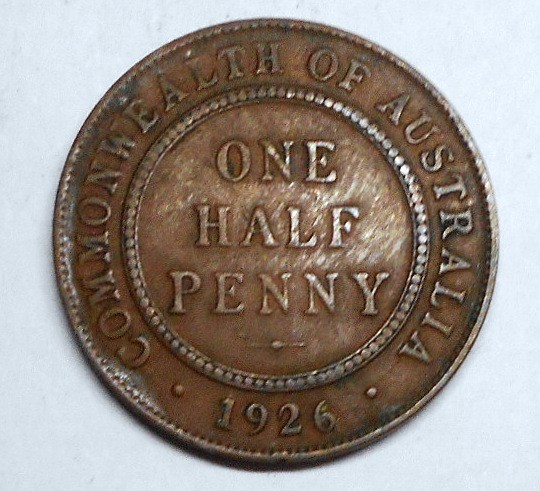 COMMONWEALTH OF AUSTRALIA
ONE
HALF
PENNY
· 1926 ·